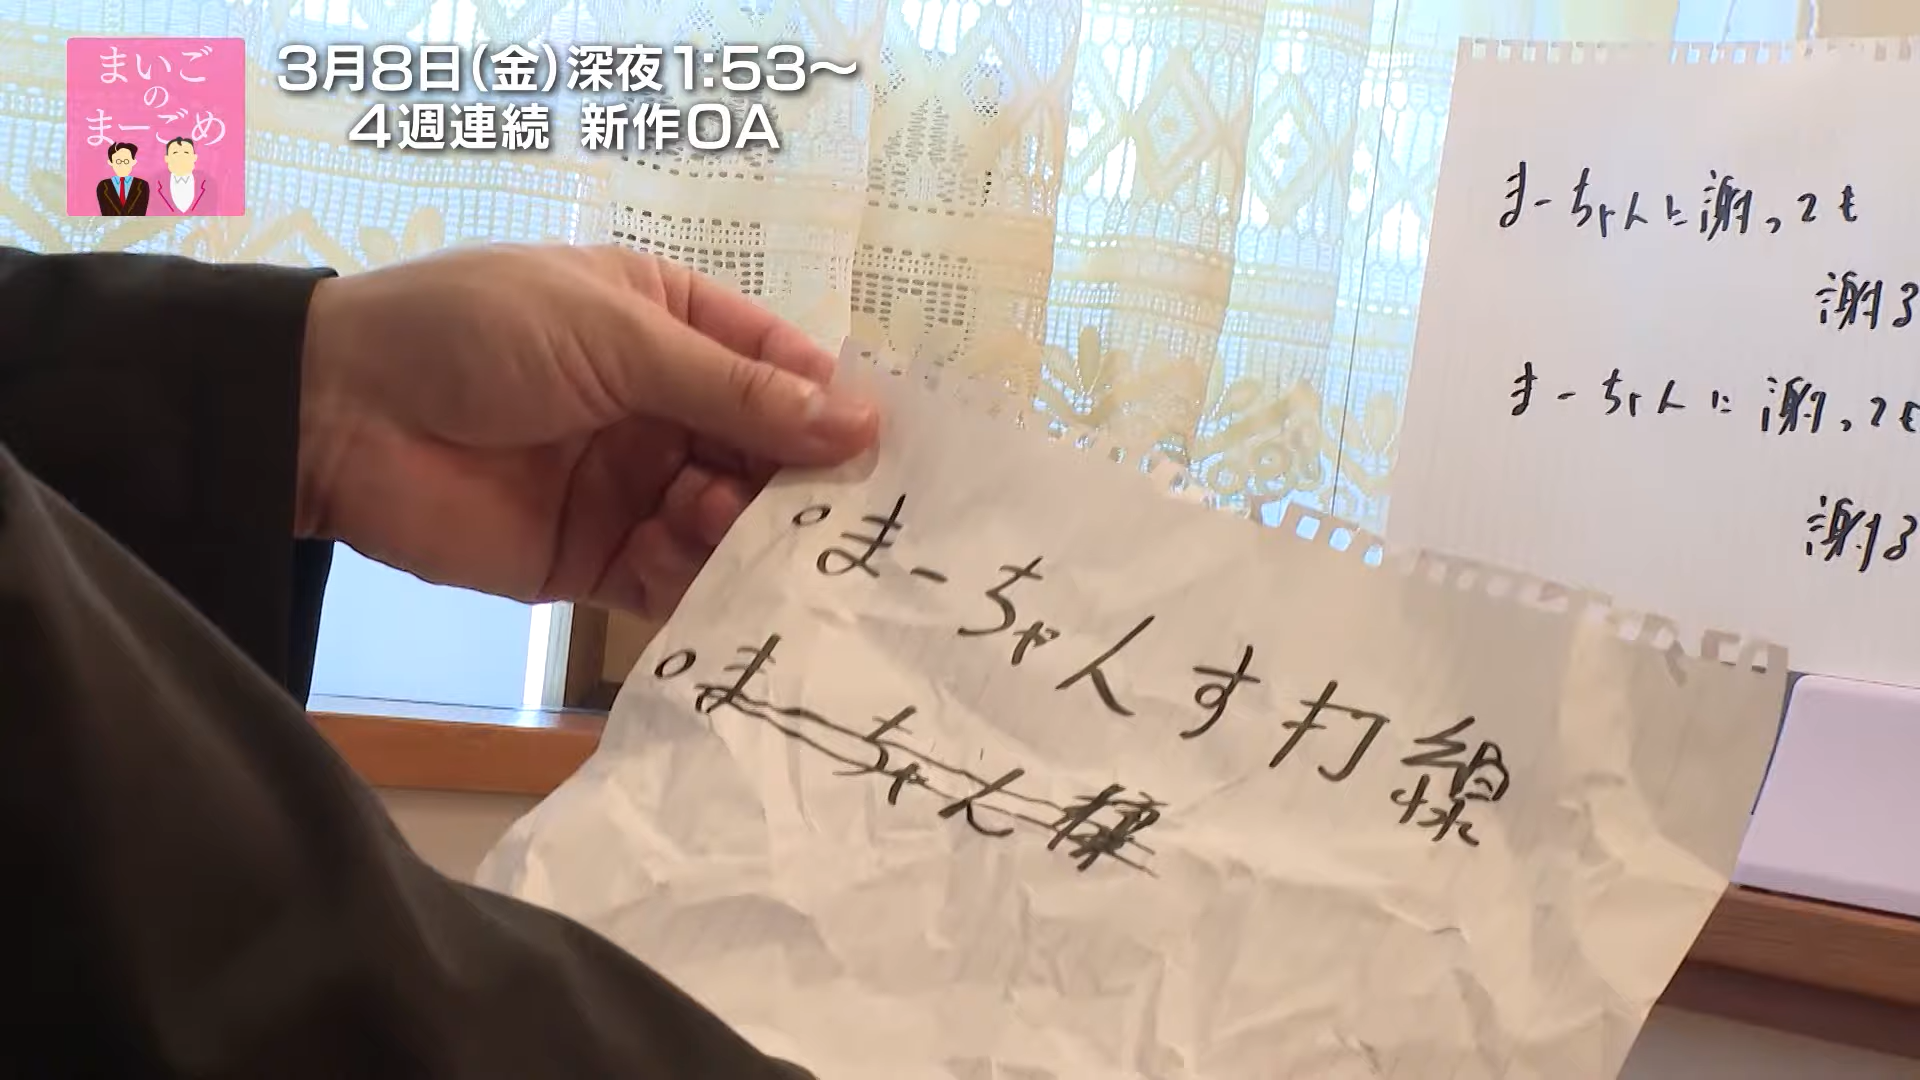 まいご
の
まーごめ
3月8日(金)深夜1:53〜
4週連続 新作OA
まーちゃんに謝っても
謝る
まーちゃんに謝っても
謝る
まーちゃんす打線
まーちゃん様